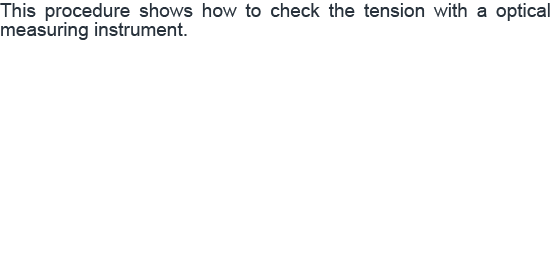 This procedure shows how to check the tension with a optical
measuring instrument.